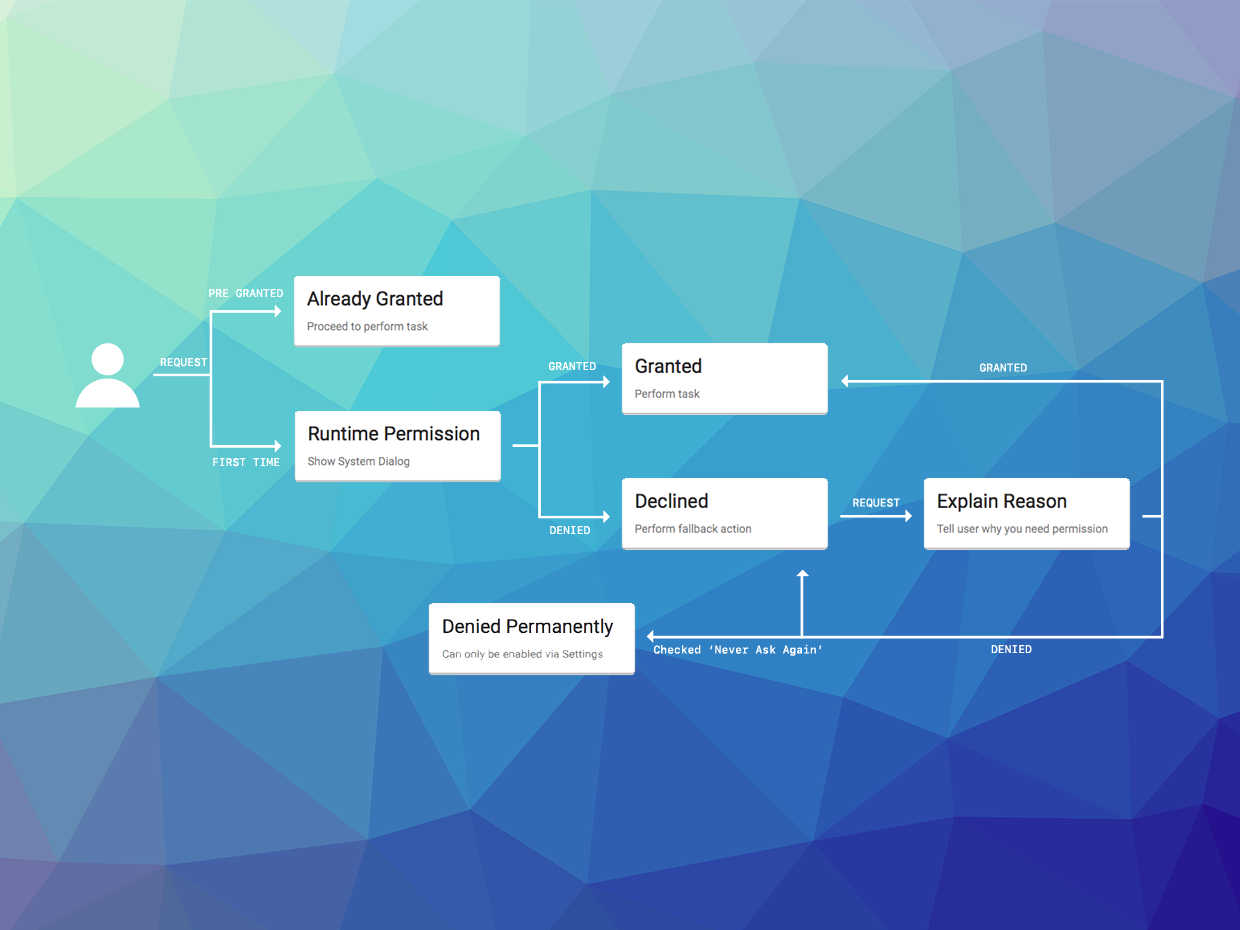 PRE GRANTED
Already Granted
Proceed to perform task
REQUEST
FIRST TIME
Runtime Permission
Show System Dialog
GRANTED
Granted
Perform task
GRANTED
DENIED
Declined
Perform fallback action
REQUEST
Explain Reason
Tell user why you need permission
Denied Permanently
Can only be enabled via Settings
Checked ‘Never Ask Again’
DENIED